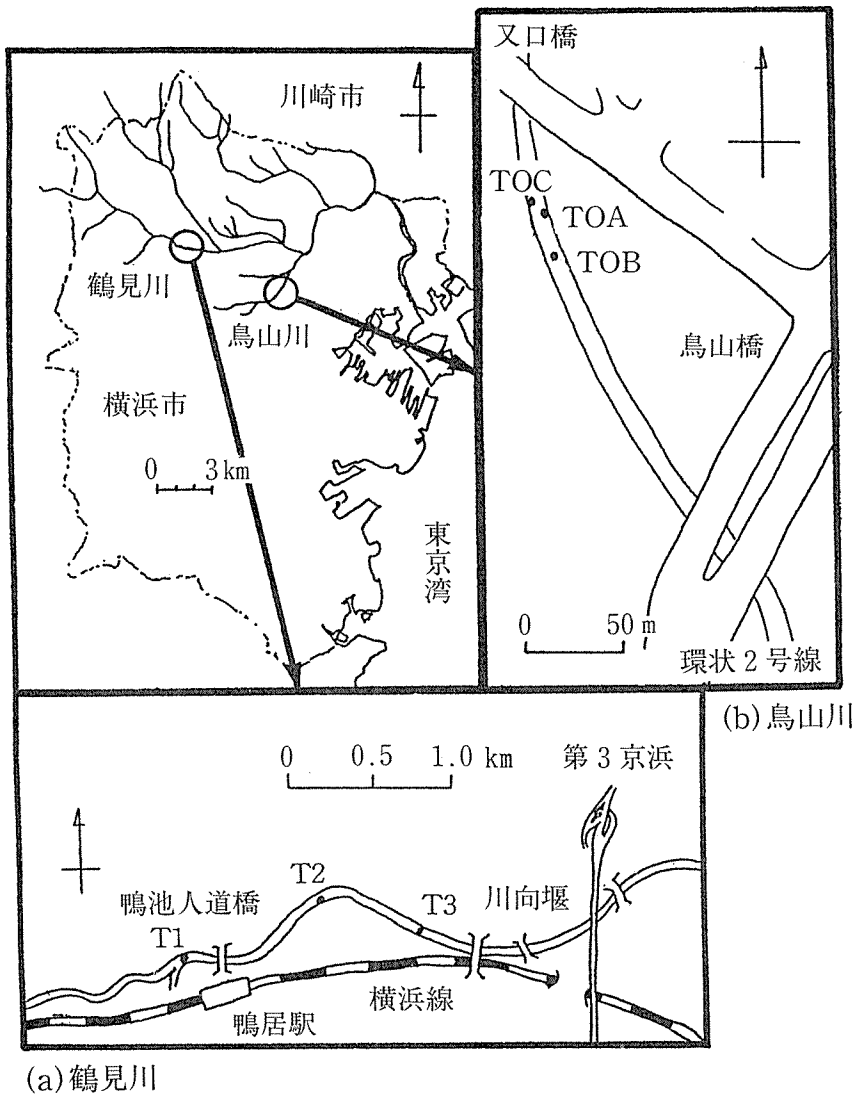 川崎市
鶴見川
鳥山川
横浜市
0 3 km
東京湾
又口橋
TOC
TOA
TOB
鳥山橋
0 50 m
環状2号線
(b)鳥山川
0 0.5 1.0 km
第3京浜
T2
鴨池人道橋
T3
川向堰
T1
横浜線
鴨居駅
(a)鶴見川